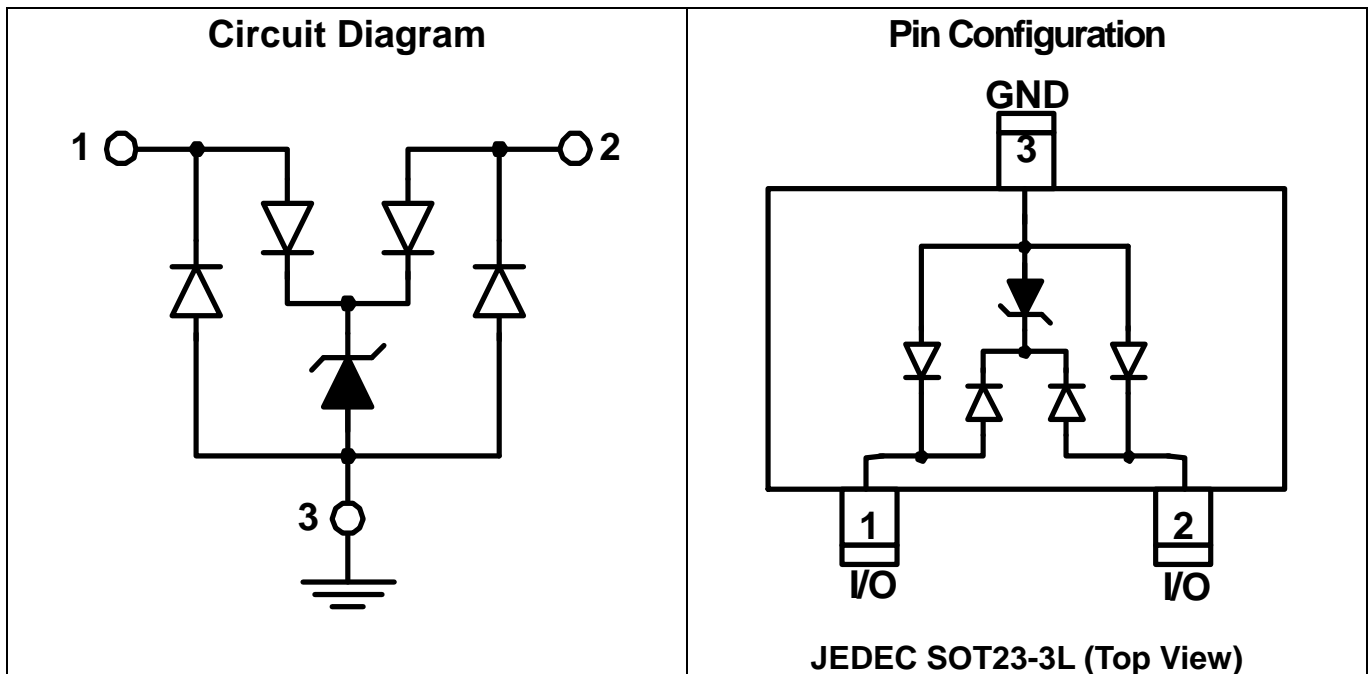 Circuit Diagram
1
2
3
Pin Configuration
GND
3
1
2
I/O
I/O
JEDEC SOT23-3L (Top View)